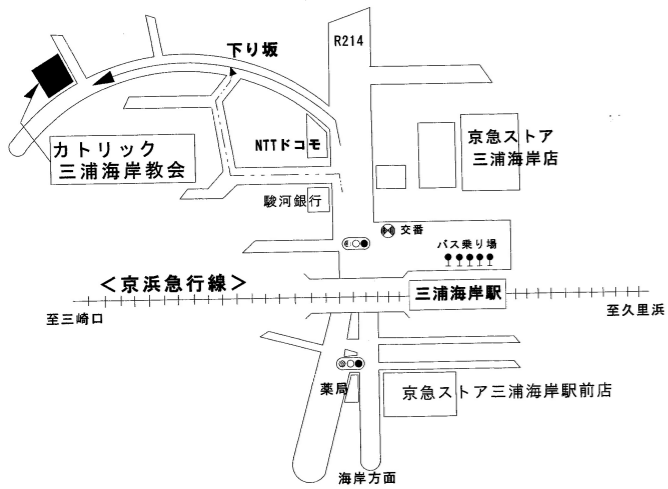 R214
下り坂
カトリック
三浦海岸教会
NTTドコモ
京急ストア
三浦海岸店
駿河銀行
交番
バス乗り場
＜京浜急行線＞
三浦海岸駅
至三崎口
至久里浜
薬局
京急ストア三浦海岸駅前店
海岸方面